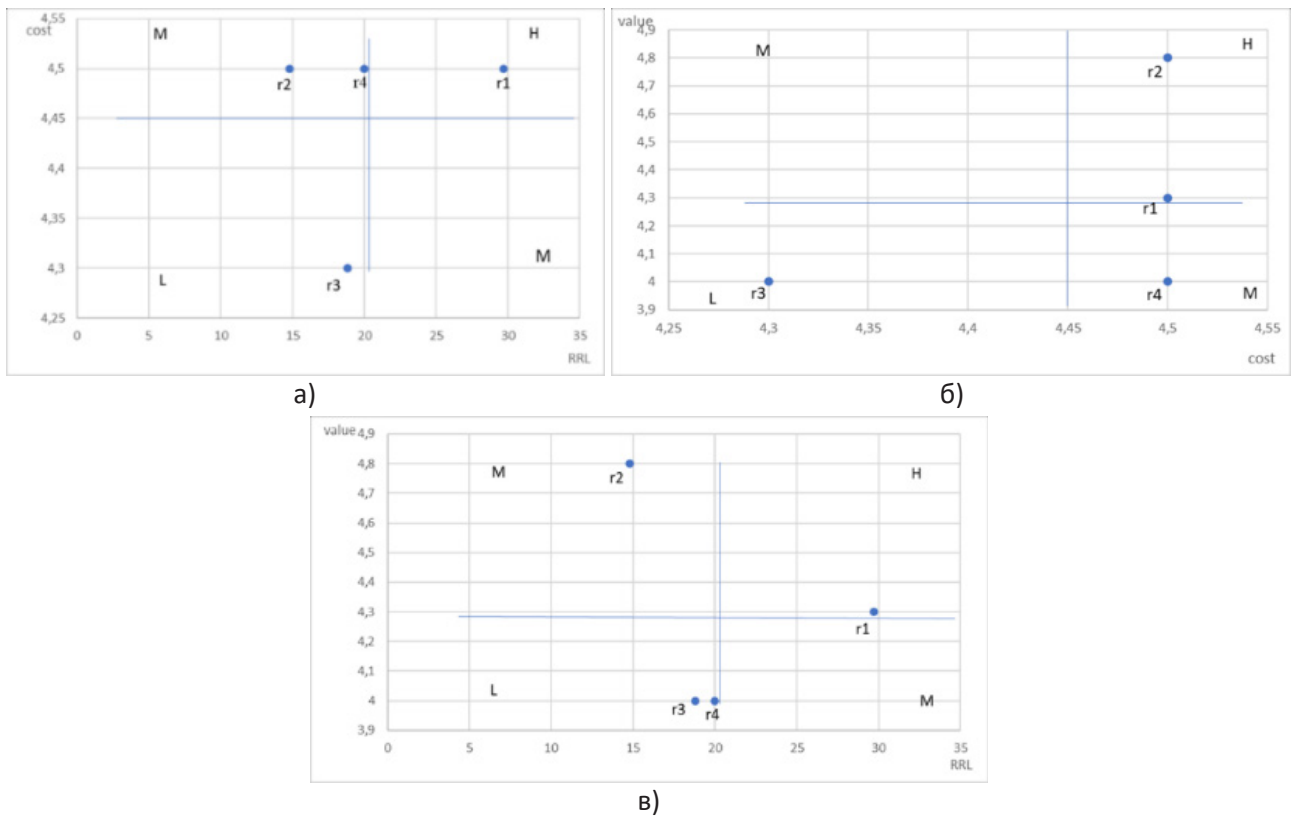 4,55
cost
M
H
4,5
r2
r4
r1
4,45
4,4
4,35
4,3
M
L
r3
4,25
0 5 10 15 20 25 30 35
RRL
а)
value
4,9
M
H
4,8
r2
4,7
4,6
4,5
4,4
4,3
r1
4,2
4,1
4
r3
r4
L
M
3,9
4,25 4,3 4,35 4,4 4,45 4,5 4,55
cost
б)
value 4,9
4,8
M
H
r2
4,7
4,6
4,5
4,4
4,3
r1
4,2
4,1
L
4
r3 r4
M
3,9
0 5 10 15 20 25 30 35
RRL
в)